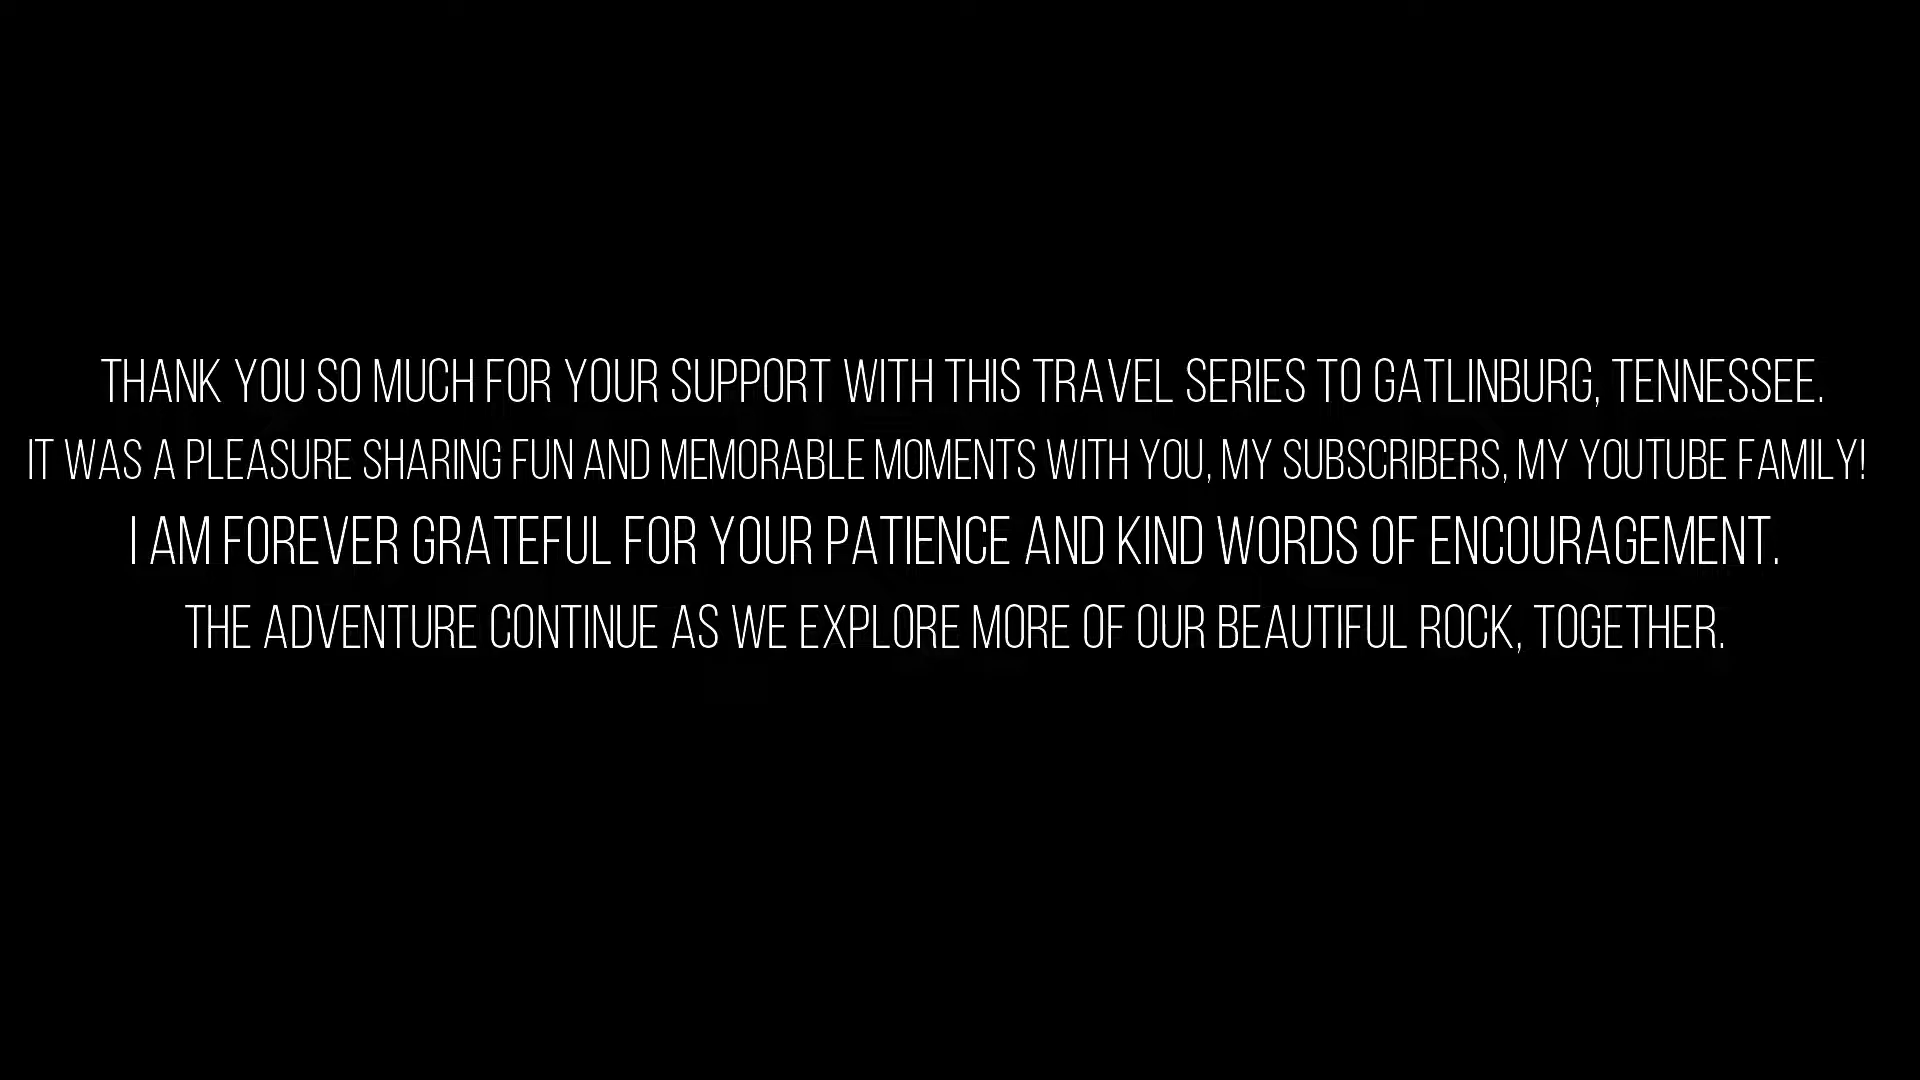 THANK YOU SO MUCH FOR YOUR SUPPORT WITH THIS TRAVEL SERIES TO GATLINBURG, TENNESSEE.
IT WAS A PLEASURE SHARING FUN AND MEMORABLE MOMENTS WITH YOU, MY SUBSCRIBERS, MY YOUTUBE FAMILY!
I AM FOREVER GRATEFUL FOR YOUR PATIENCE AND KIND WORDS OF ENCOURAGEMENT.
THE ADVENTURE CONTINUE AS WE EXPLORE MORE OF OUR BEAUTIFUL ROCK, TOGETHER.